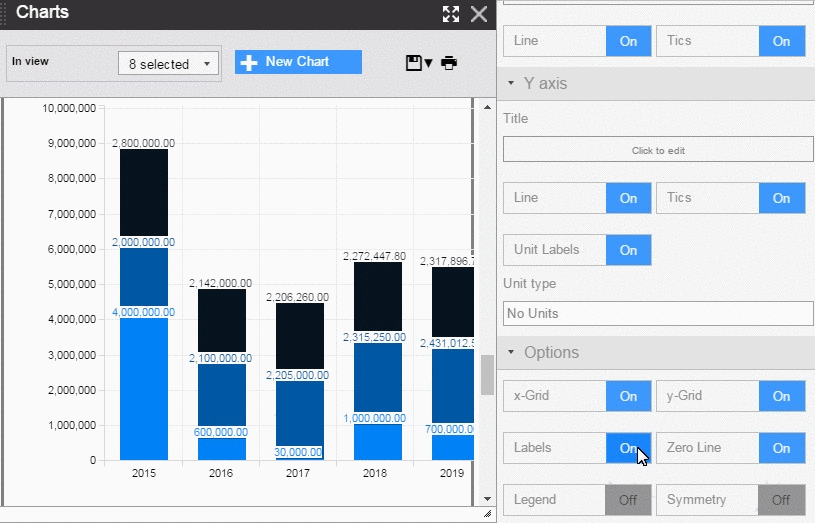 Charts
In view
8 selected
New Chart
10,000,000
9,000,000
8,000,000
7,000,000
6,000,000
5,000,000
4,000,000
3,000,000
2,000,000
1,000,000
0
2,800,000.00
2,000,000.00
4,000,000.00
2,142,000.00
2,100,000.00
600,000.00
2,206,260.00
2,205,000.00
30,000.00
2,272,447.80
2,315,250.00
1,000,000.00
2,317,896.7
2,431,012.5
700,000.0
2015 2016 2017 2018 2019
Line On Tics On
Y axis
Title
Click to edit
Line On Tics On
Unit Labels On
Unit type
No Units
Options
x-Grid On y-Grid On
Labels On Zero Line On
Legend Off Symmetry Off